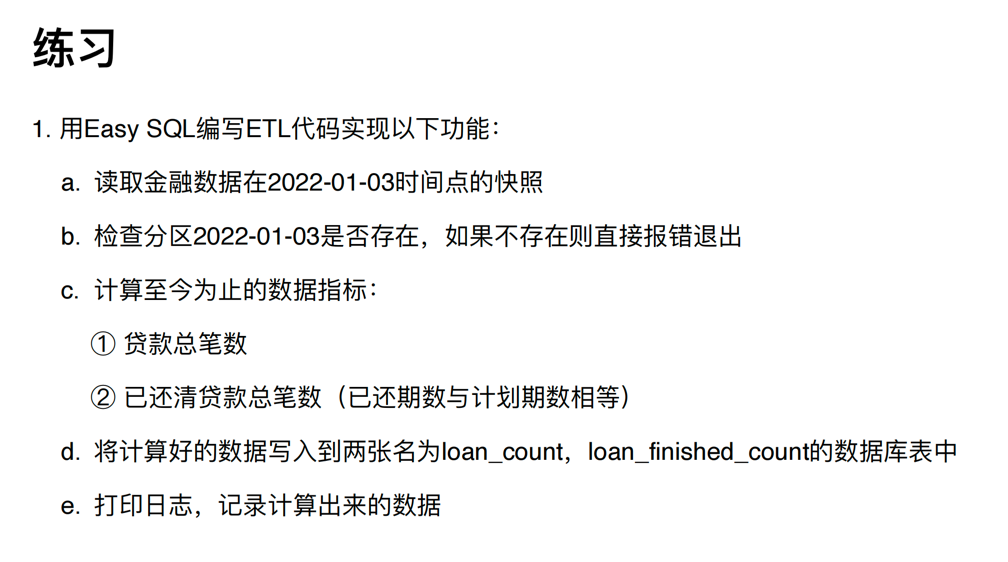 练习
1. 用Easy SQL编写ETL代码实现以下功能：
a. 读取金融数据在2022-01-03时间点的快照
b. 检查分区2022-01-03是否存在，如果不存在则直接报错退出
c. 计算至今为止的数据指标：
① 贷款总笔数
② 已还清贷款总笔数（已还期数与计划期数相等）
d. 将计算好的数据写入到两张名为loan_count，loan_finished_count的数据库表中
e. 打印日志，记录计算出来的数据